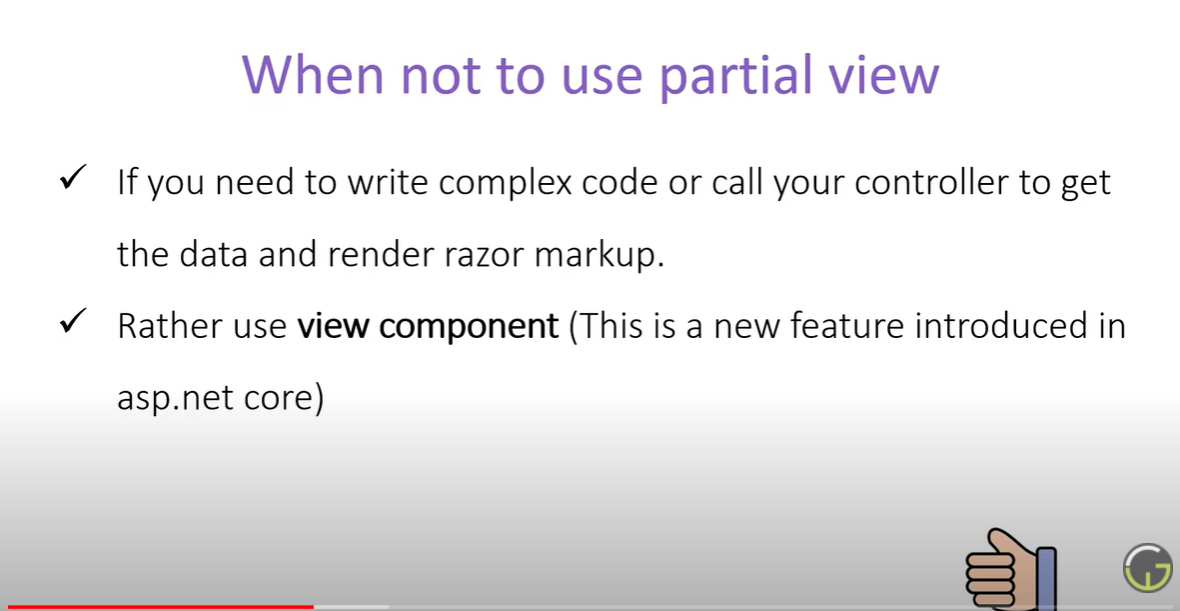 When not to use partial view
✓ If you need to write complex code or call your controller to get
the data and render razor markup.
✓ Rather use view component (This is a new feature introduced in
asp.net core)